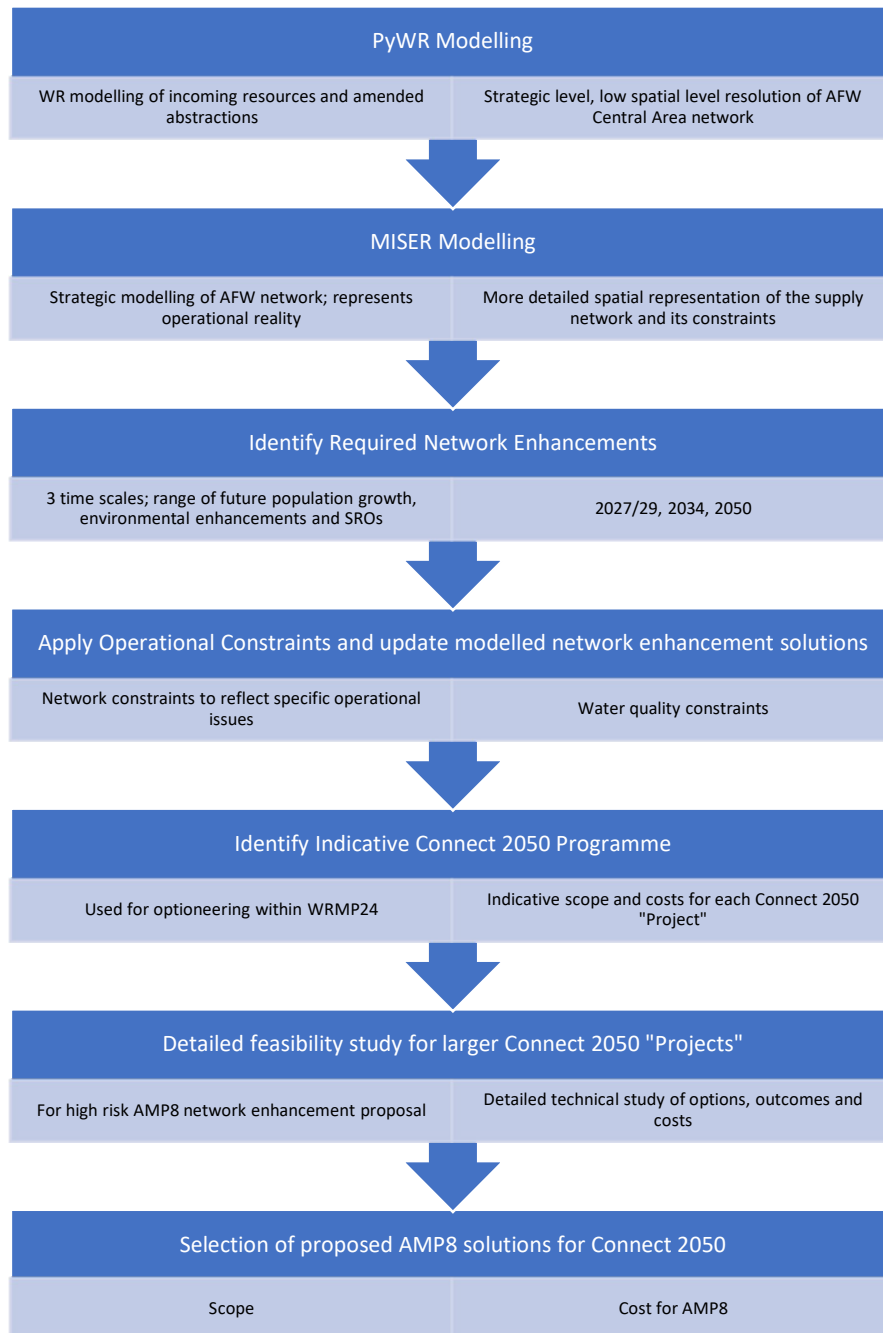 PyWR Modelling
WR modelling of incoming resources and amended
abstractions
Strategic level, low spatial level resolution of AFW
Central Area network
MISER Modelling
Strategic modelling of AFW network; represents
operational reality
More detailed spatial representation of the supply
network and its constraints
Identify Required Network Enhancements
3 time scales; range of future population growth,
environmental enhancements and SROs
2027/29, 2034, 2050
Apply Operational Constraints and update modelled network enhancement solutions
Network constraints to reflect specific operational
issues
Water quality constraints
Identify Indicative Connect 2050 Programme
Used for optioneering within WRMP24
Indicative scope and costs for each Connect 2050
"Project"
Detailed feasibility study for larger Connect 2050 "Projects"
For high risk AMP8 network enhancement proposal
Detailed technical study of options, outcomes and
costs
Selection of proposed AMP8 solutions for Connect 2050
Scope
Cost for AMP8